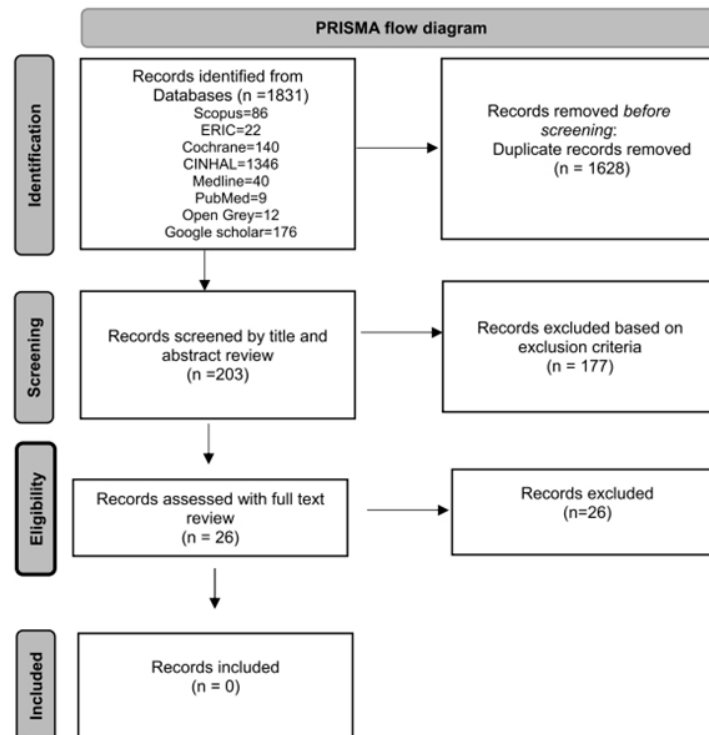 PRISMA flow diagram
Identification
Records identified from
Databases (n =1831)
Scopus=86
ERIC=22
Cochrane=140
CINHAL=1346
Medline=40
PubMed=9
Open Grey=12
Google scholar=176
Records removed before
screening:
Duplicate records removed
(n = 1628)
Screening
Records screened by title and
abstract review
(n =203)
Records excluded based on
exclusion criteria
(n = 177)
Eligibility
Records assessed with full text
review
(n = 26)
Records excluded
(n=26)
Included
Records included
(n = 0)